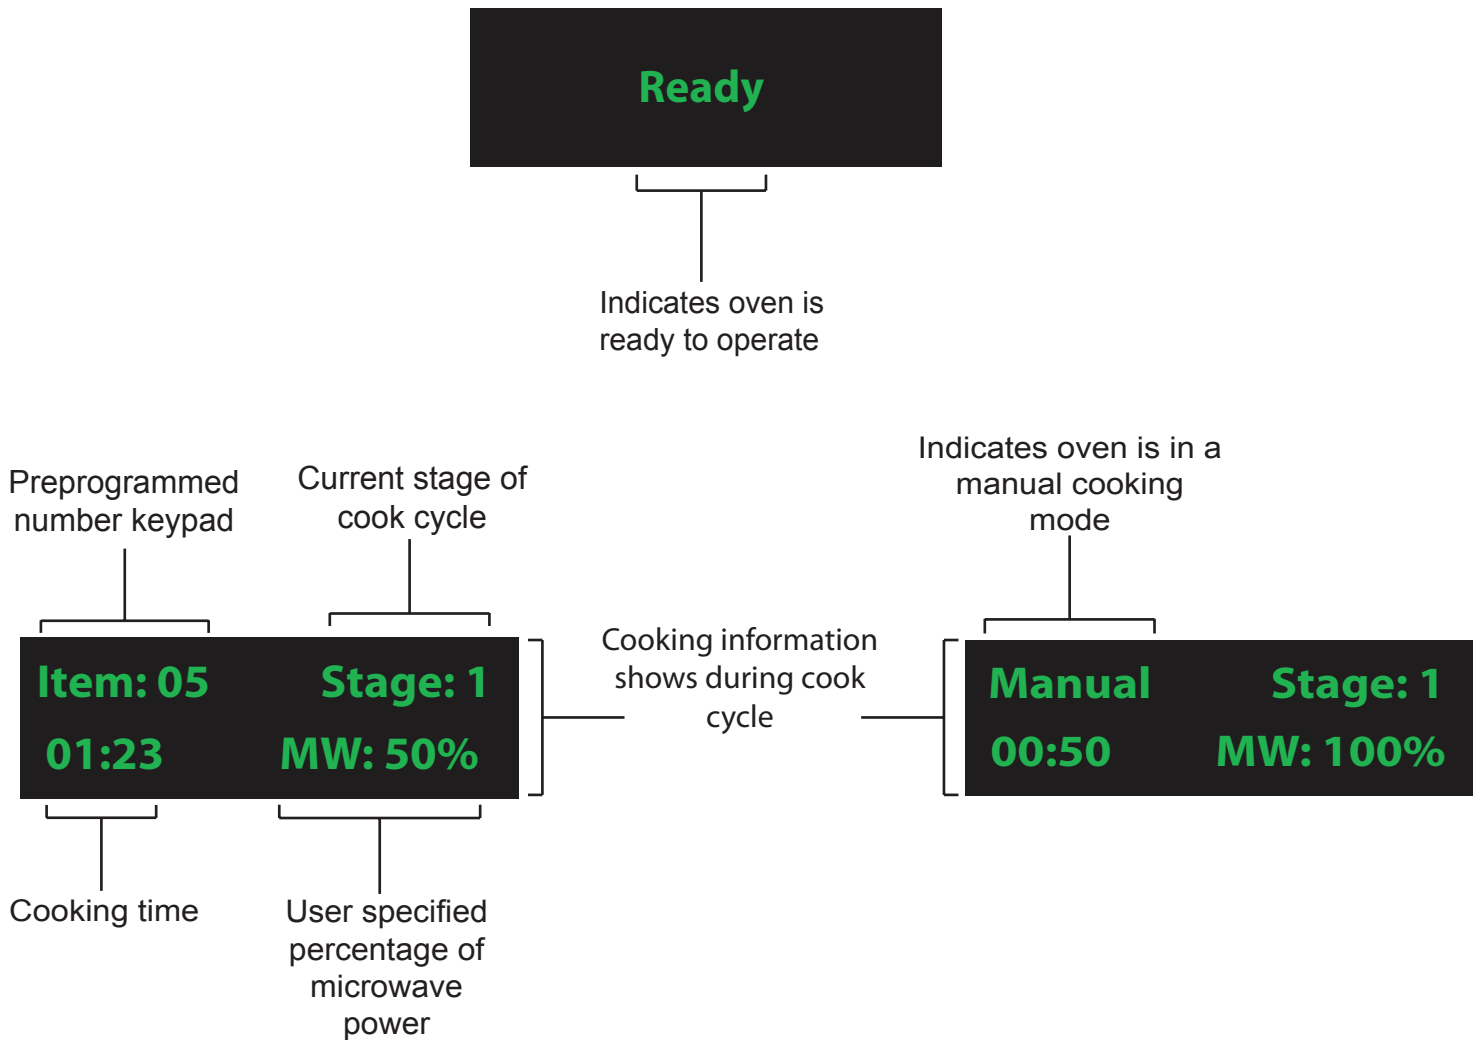 Ready
Indicates oven is
ready to operate
Preprogrammed
number keypad
Current stage of
cook cycle
Indicates oven is in a
manual cooking
mode
Item: 05 Stage: 1
01:23 MW: 50%
Cooking information
shows during cook
cycle
Manual Stage: 1
00:50 MW: 100%
Cooking time
User specified
percentage of
microwave
power